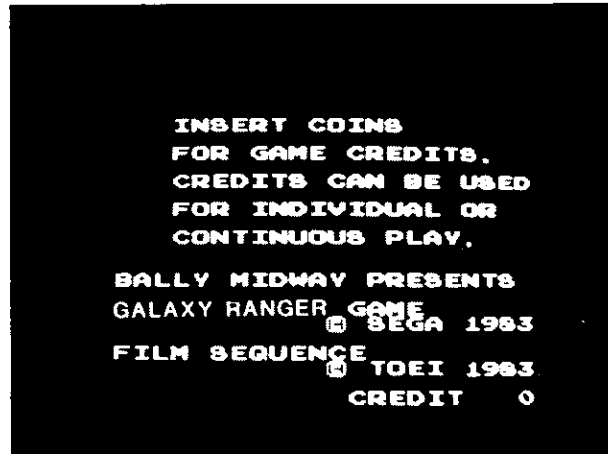 INSERT COINS
FOR GAME CREDITS.
CREDITS CAN BE USED
FOR INDIVIDUAL OR
CONTINUOUS PLAY.
BALLY MIDWAY PRESENTS
GALAXY RANGER GAME
© SEGA 1983
FILM SEQUENCE
© TOEI 1983
CREDIT 0